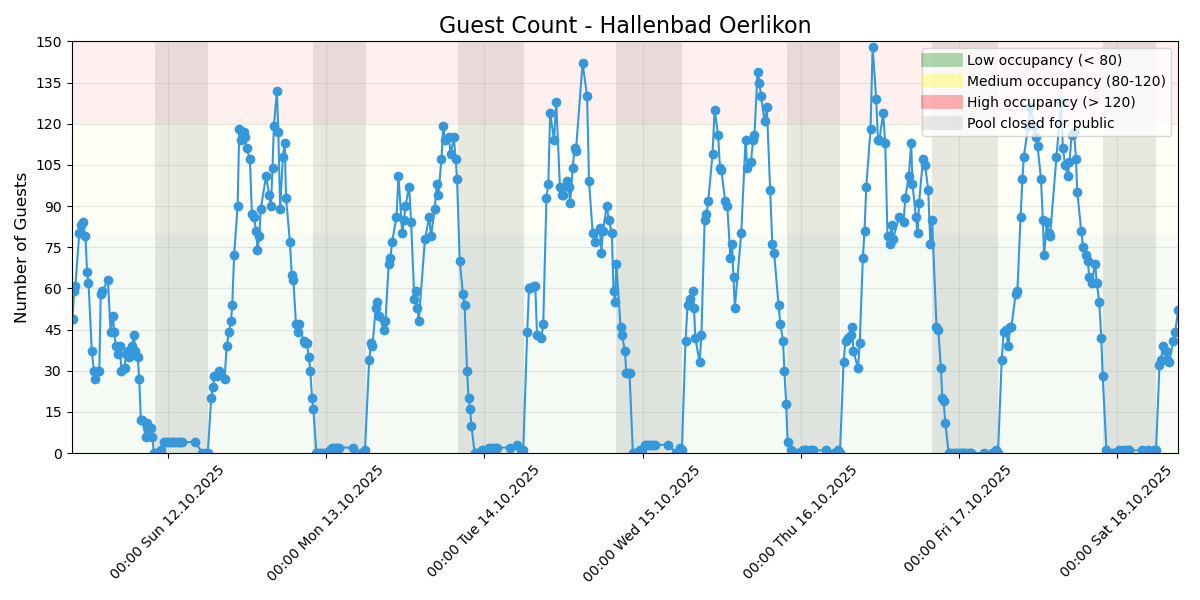 Guest Count - Hallenbad Oerlikon
Number of Guests
150
135
120
105
90
75
60
45
30
15
0
Low occupancy (< 80)
Medium occupancy (80-120)
High occupancy (> 120)
Pool closed for public
00:00 Sun 12.10.2025
00:00 Mon 13.10.2025
00:00 Tue 14.10.2025
00:00 Wed 15.10.2025
00:00 Thu 16.10.2025
00:00 Fri 17.10.2025
00:00 Sat 18.10.2025